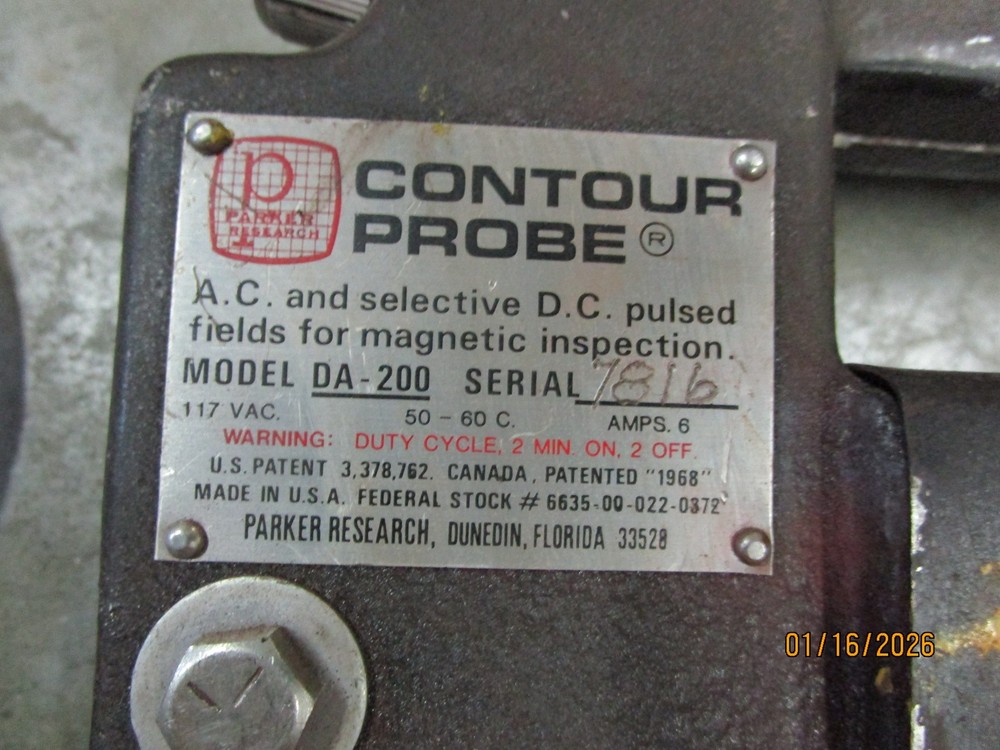 p
PARKER
RESEARCH
CONTOUR
PROBE®
A.C. and selective D.C. pulsed
fields for magnetic inspection.
MODEL DA-200 SERIAL 7816
117 VAC. 50 - 60 C. AMPS. 6
WARNING: DUTY CYCLE, 2 MIN. ON, 2 OFF.
U.S. PATENT 3,378,762. CANADA, PATENTED "1968"
MADE IN U.S.A. FEDERAL STOCK # 6635-00-022-0372
PARKER RESEARCH, DUNEDIN, FLORIDA 33528
01/16/2026